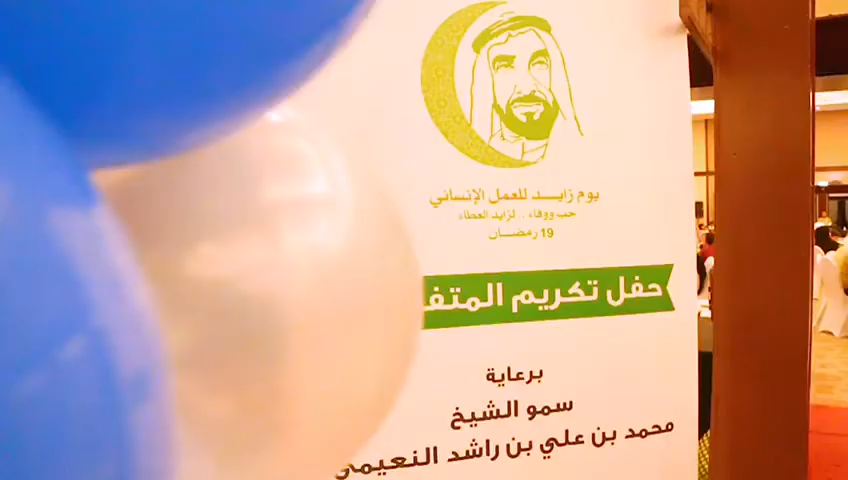 يوم زايد للعمل الإنساني
حب ووفاء .. لزايد العطاء
19 رمضان
حفل تكريم
برعاية
سمو الشيخ
محمد بن علي بن راشد النعيمي